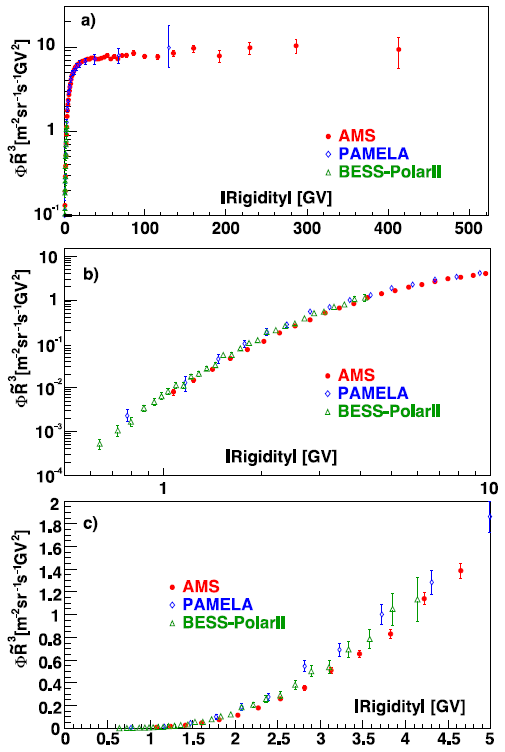 a)
Φ R̃³ [m⁻²sr⁻¹s⁻¹GV²]
10
1
10⁻¹
AMS
PAMELA
BESS-PolarII
|Rigidity| [GV]
0 100 200 300 400 500
b)
Φ R̃³ [m⁻²sr⁻¹s⁻¹GV²]
10
1
10⁻¹
10⁻²
10⁻³
10⁻⁴
AMS
PAMELA
BESS-PolarII
|Rigidity| [GV]
1 10
c)
Φ R̃³ [m⁻²sr⁻¹s⁻¹GV²]
2
1.8
1.6
1.4
1.2
1
0.8
0.6
0.4
0.2
0
AMS
PAMELA
BESS-PolarII
|Rigidity| [GV]
0 0.5 1 1.5 2 2.5 3 3.5 4 4.5 5